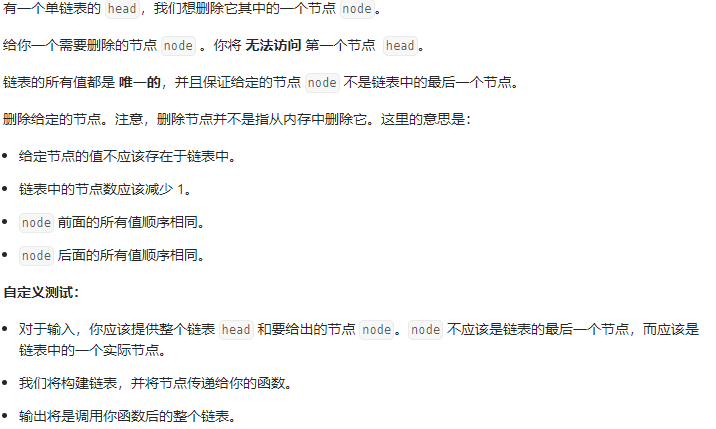 有一个单链表的 head，我们想删除它其中的一个节点 node。
给你一个需要删除的节点 node 。你将 无法访问 第一个节点 head。
链表的所有值都是 唯一的，并且保证给定的节点 node 不是链表中的最后一个节点。
删除给定的节点。注意，删除节点并不是指从内存中删除它。这里的意思是：
• 给定节点的值不应该存在于链表中。
• 链表中的节点数应该减少 1。
• node 前面的所有值顺序相同。
• node 后面的所有值顺序相同。
自定义测试：
• 对于输入，你应该提供整个链表 head 和要给出的节点 node。node 不应该是链表的最后一个节点，而应该是
链表中的一个实际节点。
• 我们将构建链表，并将节点传递给你的函数。
• 输出将是调用你函数后的整个链表。